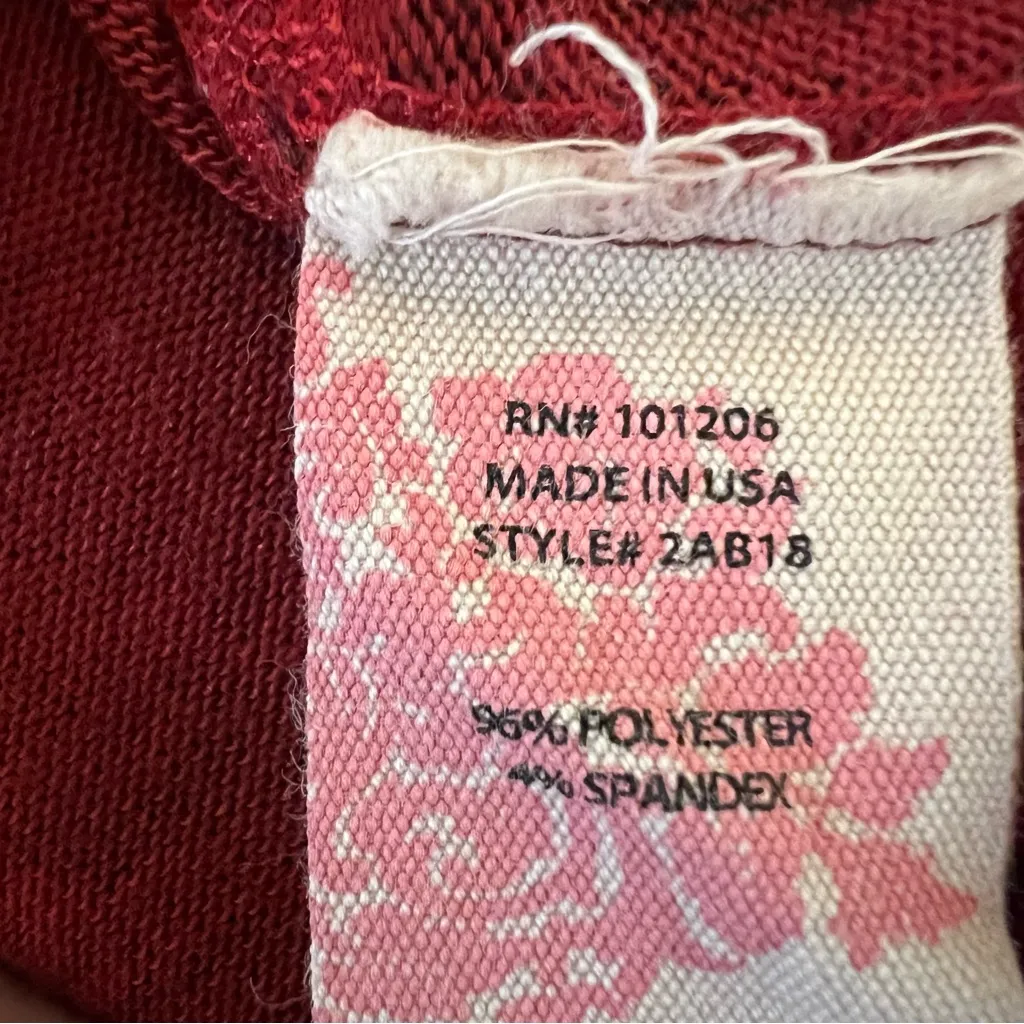 RN# 101206
MADE IN USA
STYLE# 2AB18
96% POLYESTER
4% SPANDEX